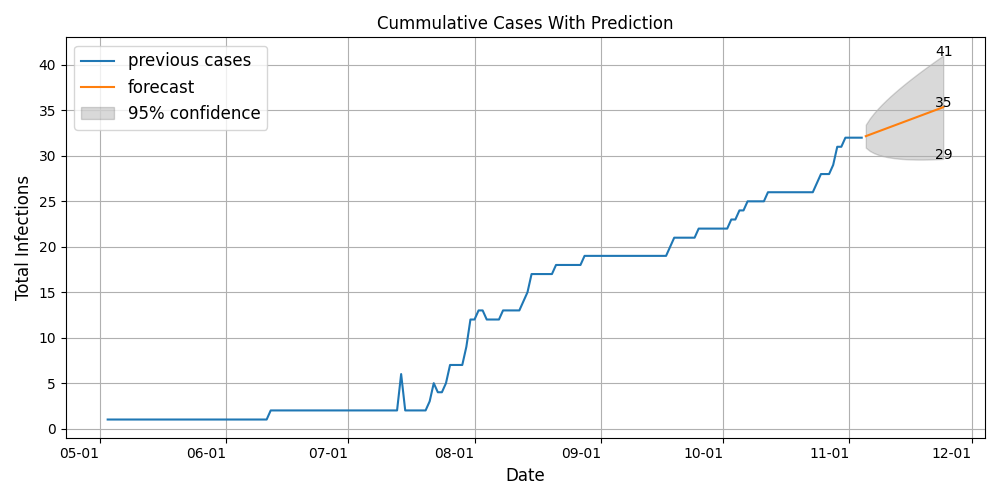 Cummulative Cases With Prediction
previous cases
forecast
95% confidence
41
35
29
40
35
30
25
20
15
10
5
0
Total Infections
05-01 06-01 07-01 08-01 09-01 10-01 11-01 12-01
Date